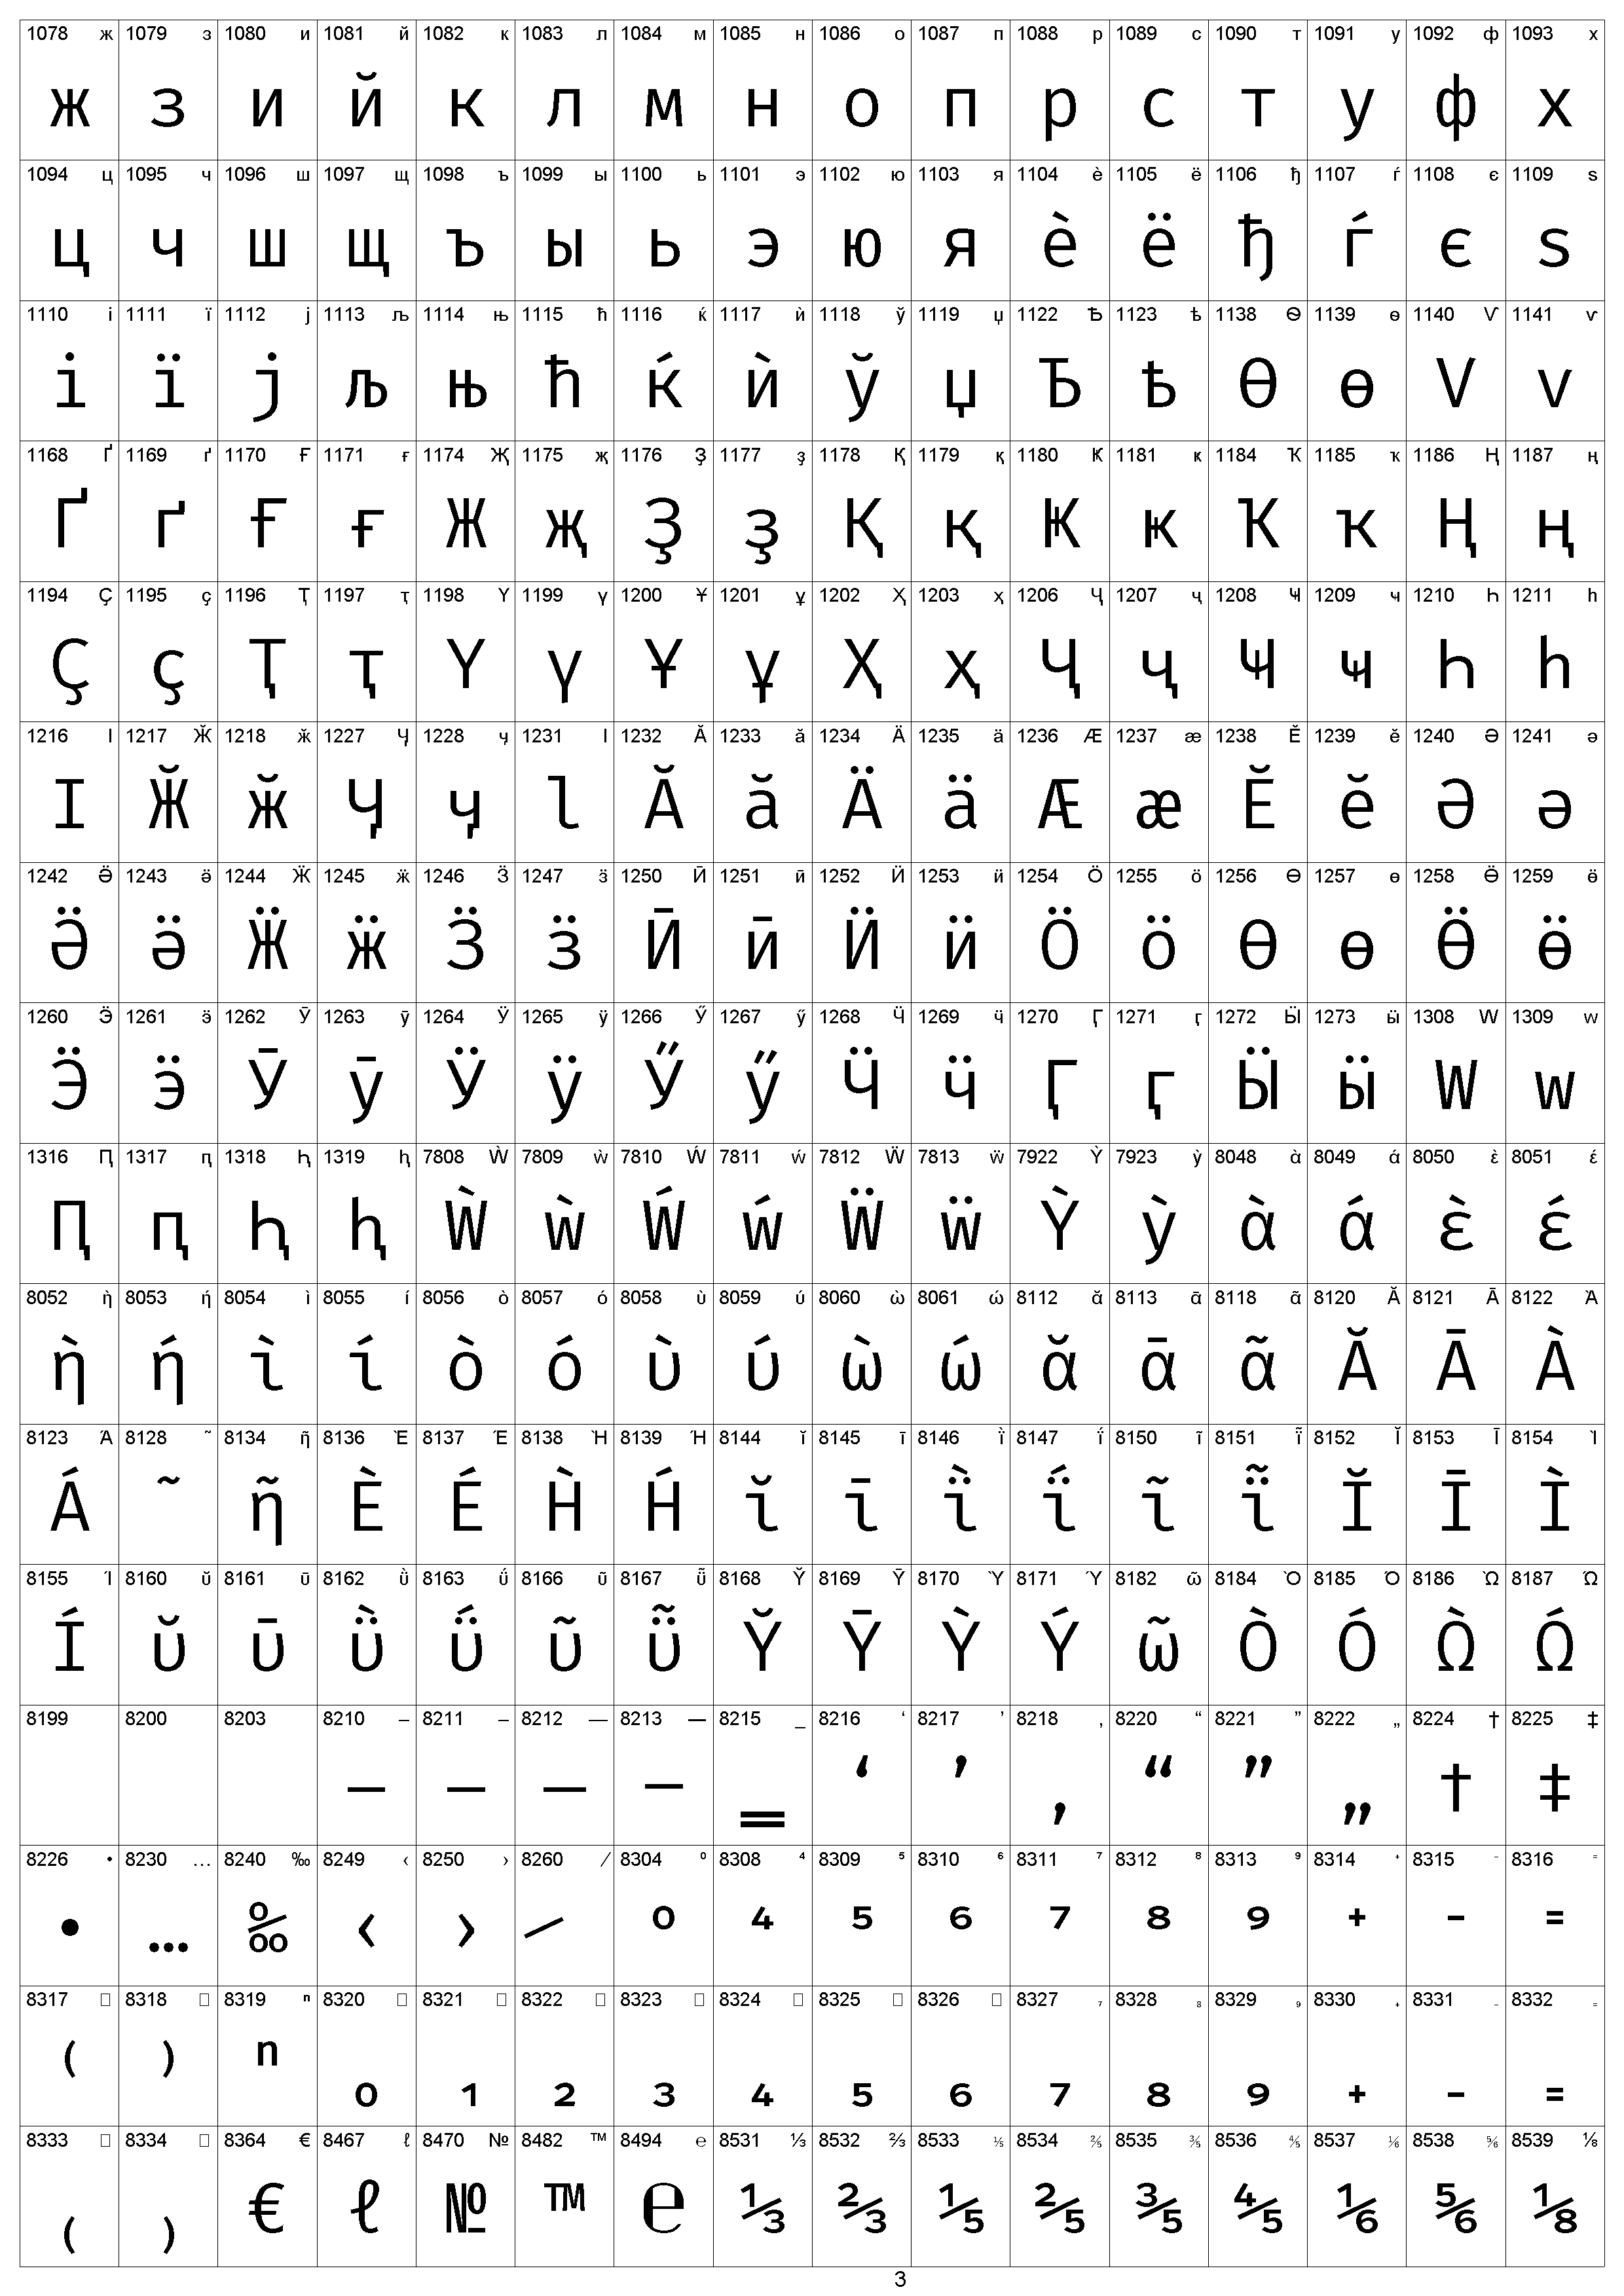 1078 ж 1079 з 1080 и 1081 й 1082 к 1083 л 1084 м 1085 н 1086 о 1087 п 1088 р 1089 с 1090 т 1091 у 1092 ф 1093 х
ж з и й к л м н о п р с т у ф х
1094 ц 1095 ч 1096 ш 1097 щ 1098 ъ 1099 ы 1100 ь 1101 э 1102 ю 1103 я 1104 ѐ 1105 ё 1106 ђ 1107 ѓ 1108 є 1109 ѕ
ц ч ш щ ъ ы ь э ю я ѐ ё ђ ѓ є ѕ
1110 і 1111 ї 1112 ј 1113 љ 1114 њ 1115 ћ 1116 ќ 1117 ѝ 1118 ў 1119 џ 1122 Ѣ 1123 ѣ 1138 Ѳ 1139 ѳ 1140 Ѵ 1141 ѵ
і ї ј љ њ ћ ќ ѝ ў џ Ѣ ѣ Ѳ ѳ Ѵ ѵ
1168 Ґ 1169 ґ 1170 Ғ 1171 ғ 1174 Җ 1175 җ 1176 Ҙ 1177 ҙ 1178 Қ 1179 қ 1180 Ҝ 1181 ҝ 1184 Ҡ 1185 ҡ 1186 Ң 1187 ң
Ґ ґ Ғ ғ Ж җ Ҙ ҙ Қ қ Ҝ ҝ Ҡ ҡ Ң ң
1194 Ҫ 1195 ҫ 1196 Ҭ 1197 ҭ 1198 Ү 1199 ү 1200 Ұ 1201 ұ 1202 Ҳ 1203 ҳ 1206 Ҷ 1207 ҷ 1208 Ҹ 1209 ҹ 1210 Һ 1211 һ
Ҫ ҫ Ҭ ҭ Ү ү Ұ ұ Ҳ ҳ Ҷ ҷ Ҹ ҹ Һ һ
1216 Ӏ 1217 Ӂ 1218 ӂ 1227 Ӌ 1228 ӌ 1231 ӏ 1232 Ӑ 1233 ӑ 1234 Ӓ 1235 ӓ 1236 Ӕ 1237 ӕ 1238 Ӗ 1239 ӗ 1240 Ә 1241 ә
Ӏ Ӂ ӂ Ӌ ӌ ӏ Ӑ ӑ Ӓ ӓ Ӕ ӕ Ӗ ӗ Ә ә
1242 Ӛ 1243 ӛ 1244 Ӝ 1245 ӝ 1246 Ӟ 1247 ӟ 1250 Ӣ 1251 ӣ 1252 Ӥ 1253 ӥ 1254 Ӧ 1255 ӧ 1256 Ө 1257 ө 1258 Ӫ 1259 ӫ
Ӛ ӛ Ӝ ӝ Ӟ ӟ Ӣ ӣ Ӥ ӥ Ӧ ӧ Ө ө Ӫ ӫ
1260 Ӭ 1261 ӭ 1262 Ӯ 1263 ӯ 1264 Ӱ 1265 ӱ 1266 Ӳ 1267 ӳ 1268 Ӵ 1269 ӵ 1270 Ӷ 1271 ӷ 1272 Ӹ 1273 ӹ 1308 Ԝ 1309 ԝ
Ӭ ӭ Ӯ ӯ Ӱ ӱ Ӳ ӳ Ӵ ӵ Ӷ ӷ Ӹ ӹ Ԝ ԝ
1316 Ԥ 1317 ԥ 1318 Ԧ 1319 ԧ 7808 Ẁ 7809 ẁ 7810 Ẃ 7811 ẃ 7812 Ẅ 7813 ẅ 7922 Ỳ 7923 ỳ 8048 ὰ 8049 ά 8050 ὲ 8051 έ
Ԥ ԥ Ԧ ԧ Ẁ ẁ Ẃ ẃ Ẅ ẅ Ỳ ỳ ὰ ά ὲ έ
8052 ὴ 8053 ή 8054 ὶ 8055 ί 8056 ὸ 8057 ό 8058 ὺ 8059 ύ 8060 ὼ 8061 ώ 8112 ᾰ 8113 ᾱ 8118 ᾶ 8120 Ᾰ 8121 Ᾱ 8122 Ὰ
ὴ ή ὶ ί ὸ ό ὺ ύ ὼ ώ ᾰ ᾱ ᾶ Ᾰ Ᾱ Ὰ
8123 Ά 8128 ῀ 8134 ῆ 8136 Ὲ 8137 Έ 8138 Ὴ 8139 Ή 8144 ῐ 8145 ῑ 8146 ῒ 8147 ΐ 8150 ῖ 8151 ῗ 8152 Ῐ 8153 Ῑ 8154 Ὶ
Ά ῀ ῆ Ὲ Έ Ὴ Ή ῐ ῑ ῒ ΐ ῖ ῗ Ῐ Ῑ Ὶ
8155 Ί 8160 ῠ 8161 ῡ 8162 ῢ 8163 ΰ 8166 ῦ 8167 ῧ 8168 Ῠ 8169 Ῡ 8170 Ὺ 8171 Ύ 8182 ῶ 8184 Ὸ 8185 Ό 8186 Ὼ 8187 Ώ
Ί ῠ ῡ ῢ ΰ ῦ ῧ Ῠ Ῡ Ὺ Ύ ῶ Ὸ Ό Ὼ Ώ
8199 8200 8203 8210 ‒ 8211 – 8212 — 8213 ― 8215 ‗ 8216 ‘ 8217 ’ 8218 ‚ 8220 “ 8221 ” 8222 „ 8224 † 8225 ‡
‒ – — ― ‗ ‘ ’ ‚ “ ” „ † ‡
8226 • 8230 … 8240 ‰ 8249 ‹ 8250 › 8260 ⁄ 8304 ⁰ 8308 ⁴ 8309 ⁵ 8310 ⁶ 8311 ⁷ 8312 ⁸ 8313 ⁹ 8314 ⁺ 8315 ⁻ 8316 ⁼
• … ‰ ‹ › ⁄ ⁰ ⁴ ⁵ ⁶ ⁷ ⁸ ⁹ ⁺ ⁻ ⁼
8317 □ 8318 □ 8319 ⁿ 8320 □ 8321 □ 8322 □ 8323 □ 8324 □ 8325 □ 8326 □ 8327 ₇ 8328 ₈ 8329 ₉ 8330 ₊ 8331 ₋ 8332 ₌
⁽ ⁾ ⁿ ₀ ₁ ₂ ₃ ₄ ₅ ₆ ₇ ₈ ₉ ₊ ₋ ₌
8333 □ 8334 □ 8364 € 8467 ℓ 8470 № 8482 ™ 8494 ℮ 8531 ⅓ 8532 ⅔ 8533 ⅕ 8534 ⅖ 8535 ⅗ 8536 ⅘ 8537 ⅙ 8538 ⅚ 8539 ⅛
₍ ₎ € ℓ № ™ ℮ ⅓ ⅔ ⅕ ⅖ ⅗ ⅘ ⅙ ⅚ ⅛
3